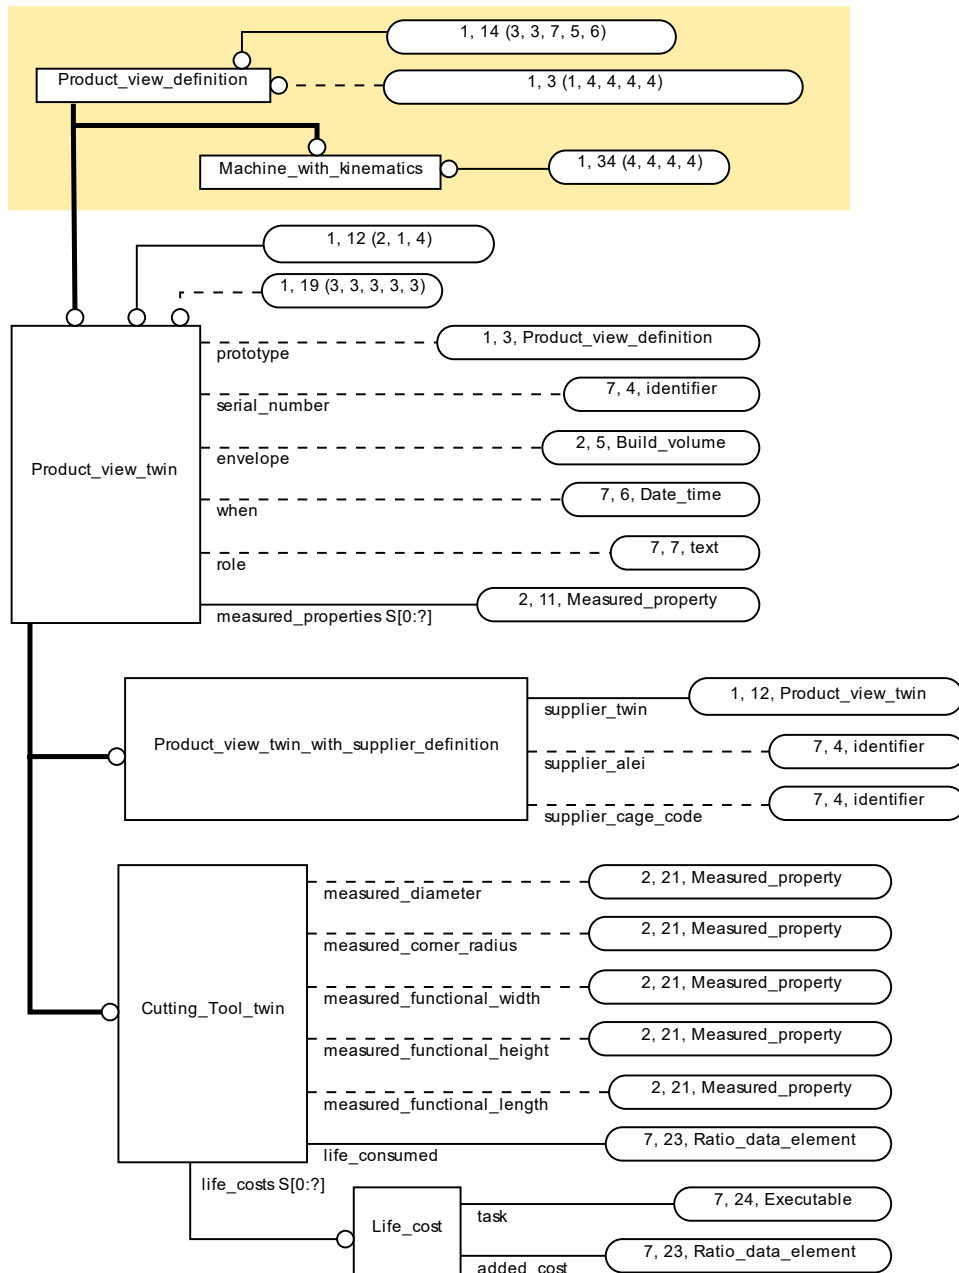 1, 14 (3, 3, 7, 5, 6)
Product_view_definition
1, 3 (1, 4, 4, 4, 4)
Machine_with_kinematics
1, 34 (4, 4, 4, 4)
1, 12 (2, 1, 4)
1, 19 (3, 3, 3, 3, 3)
prototype
1, 3, Product_view_definition
serial_number
7, 4, identifier
envelope
2, 5, Build_volume
Product_view_twin
when
7, 6, Date_time
role
7, 7, text
measured_properties S[0:?]
2, 11, Measured_property
Product_view_twin_with_supplier_definition
supplier_twin
1, 12, Product_view_twin
supplier_alei
7, 4, identifier
supplier_cage_code
7, 4, identifier
measured_diameter
2, 21, Measured_property
measured_corner_radius
2, 21, Measured_property
measured_functional_width
2, 21, Measured_property
Cutting_Tool_twin
measured_functional_height
2, 21, Measured_property
measured_functional_length
2, 21, Measured_property
life_consumed
7, 23, Ratio_data_element
life_costs S[0:?]
Life_cost
task
7, 24, Executable
added_cost
7, 23, Ratio_data_element